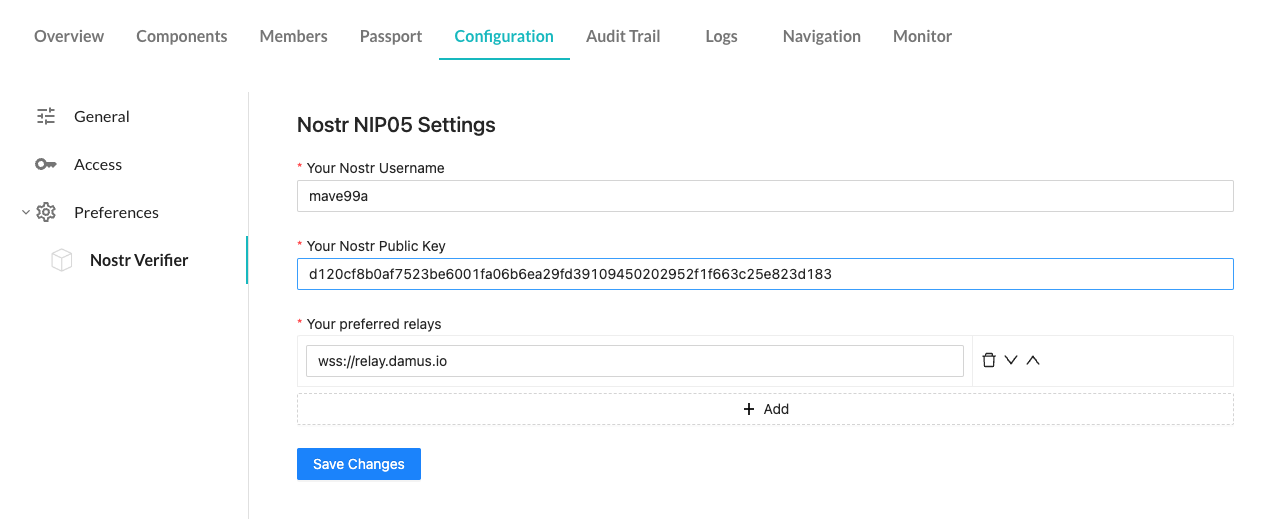 Overview Components Members Passport Configuration Audit Trail Logs Navigation Monitor
General
Access
Preferences
Nostr Verifier
Nostr NIP05 Settings
* Your Nostr Username
mave99a
* Your Nostr Public Key
d120cf8b0af7523be6001fa06b6ea29fd39109450202952f1f663c25e823d183
* Your preferred relays
wss://relay.damus.io
+ Add
Save Changes